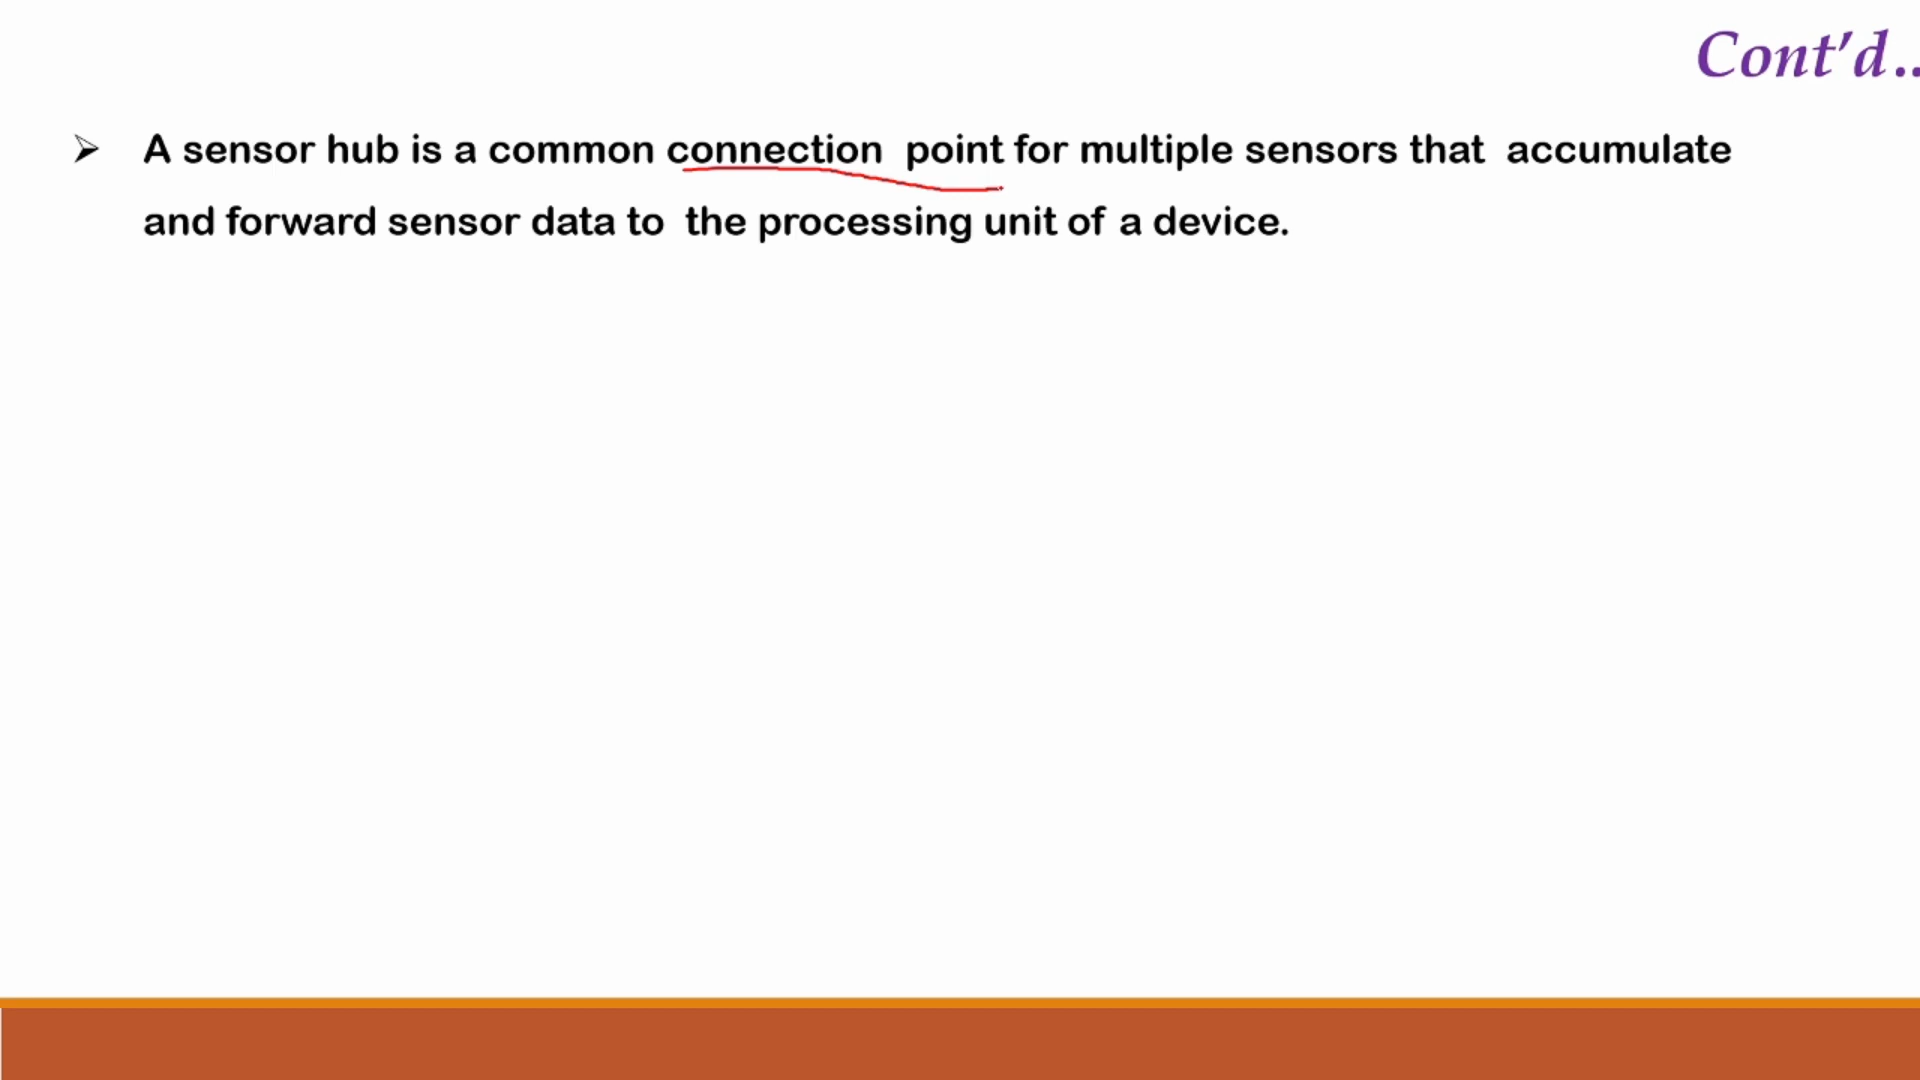 Cont’d..
➢ A sensor hub is a common connection point for multiple sensors that accumulate
and forward sensor data to the processing unit of a device.